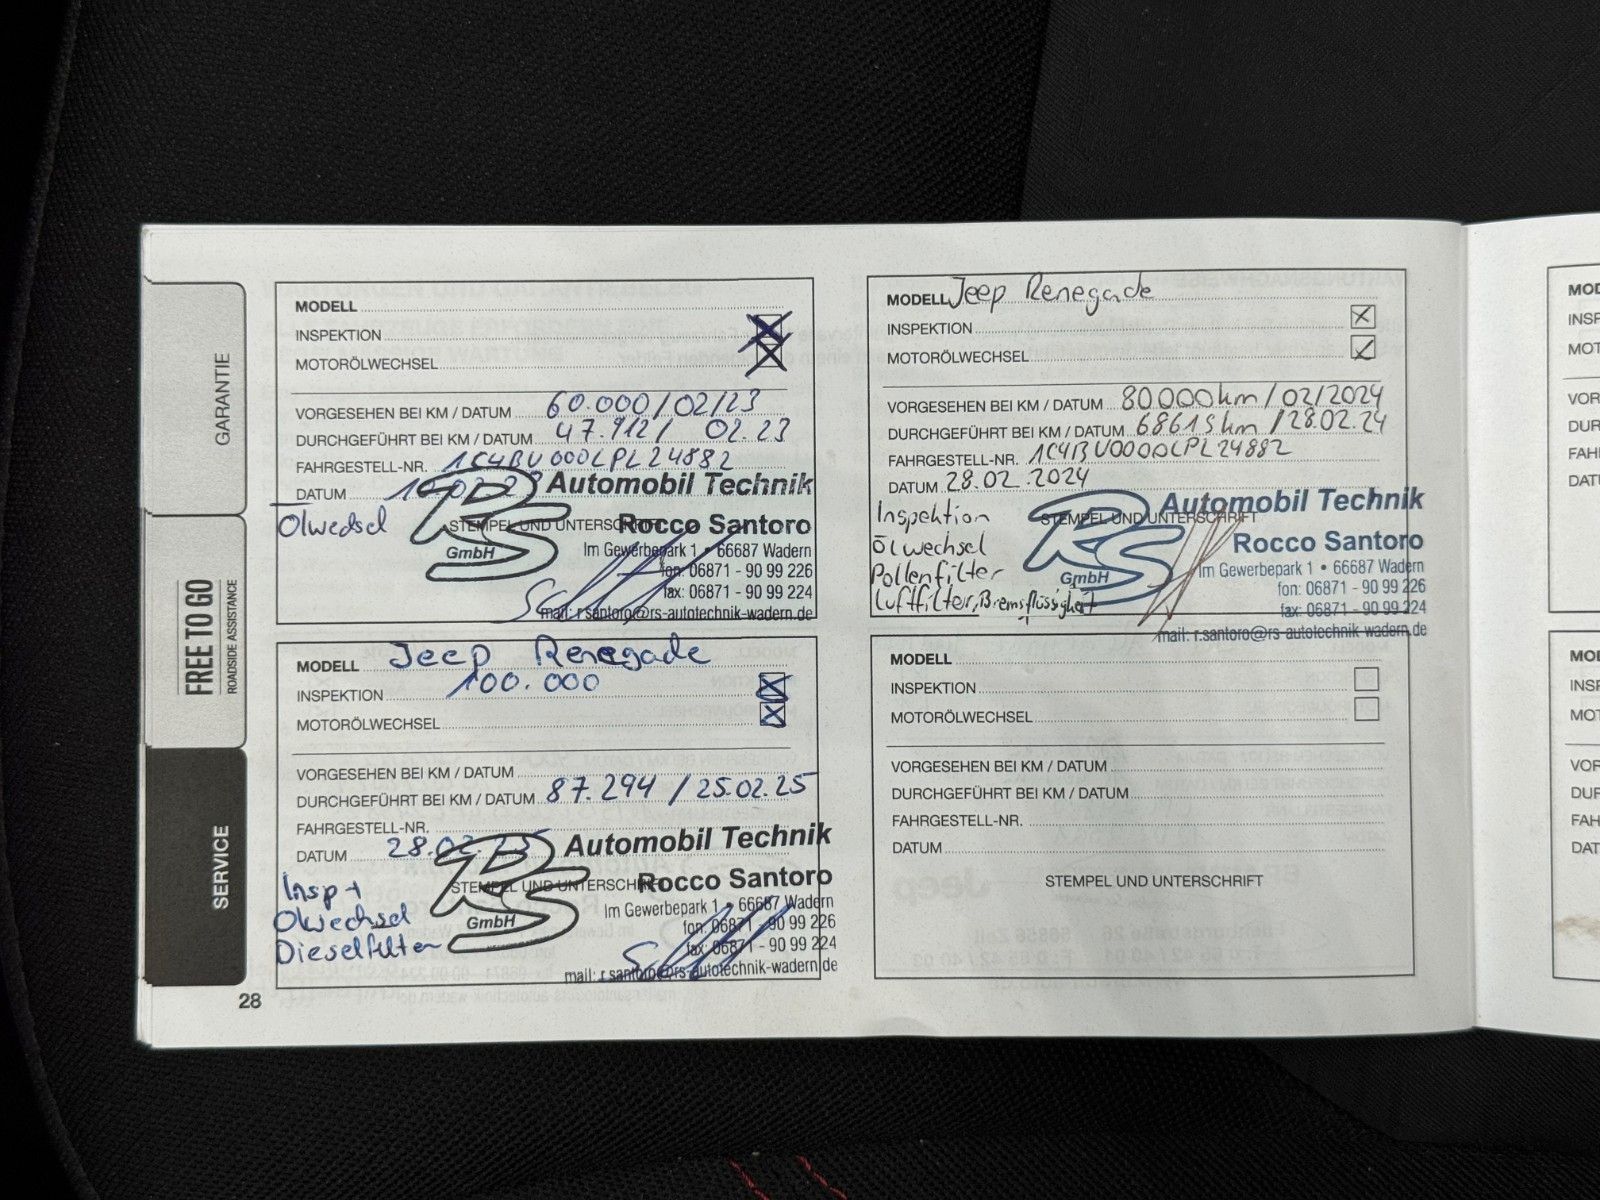 GARANTIE
FREE TO GO
ROADSIDE ASSISTANCE
SERVICE
MODELL
INSPEKTION
MOTORÖLWECHSEL
VORGESEHEN BEI KM / DATUM 60.000/02/23
DURCHGEFÜHRT BEI KM / DATUM 47.912/ 02.23
FAHRGESTELL-NR. 1C4BU000LPL24882
DATUM
Ölwechsel
STEMPEL UND UNTERSCHRIFT
RS GmbH
Automobil Technik
Rocco Santoro
Im Gewerbepark 1 • 66687 Wadern
fon: 06871 - 90 99 226
fax: 06871 - 90 99 224
mail: r.santoro@rs-autotechnik-wadern.de
MODELL Jeep Renegade
INSPEKTION
MOTORÖLWECHSEL
VORGESEHEN BEI KM / DATUM 80.000km/02/2024
DURCHGEFÜHRT BEI KM / DATUM 68615km/28.02.24
FAHRGESTELL-NR. 1C4BU0000LPL24882
DATUM 28.02.2024
Inspektion
Ölwechsel
Pollenfilter
Luftfilter, Bremsflüssigkeit
STEMPEL UND UNTERSCHRIFT
RS GmbH
Automobil Technik
Rocco Santoro
Im Gewerbepark 1 • 66687 Wadern
fon: 06871 - 90 99 226
fax: 06871 - 90 99 224
mail: r.santoro@rs-autotechnik-wadern.de
MODELL Jeep Renegade
INSPEKTION 100.000
MOTORÖLWECHSEL
VORGESEHEN BEI KM / DATUM
DURCHGEFÜHRT BEI KM / DATUM 87.294 / 25.02.25
FAHRGESTELL-NR.
DATUM 28.02.25
Insp +
Ölwechsel
Dieselfilter
STEMPEL UND UNTERSCHRIFT
RS GmbH
Automobil Technik
Rocco Santoro
Im Gewerbepark 1 • 66687 Wadern
fon: 06871 - 90 99 226
fax: 06871 - 90 99 224
mail: r.santoro@rs-autotechnik-wadern.de
MODELL
INSPEKTION
MOTORÖLWECHSEL
VORGESEHEN BEI KM / DATUM
DURCHGEFÜHRT BEI KM / DATUM
FAHRGESTELL-NR.
DATUM
STEMPEL UND UNTERSCHRIFT
28